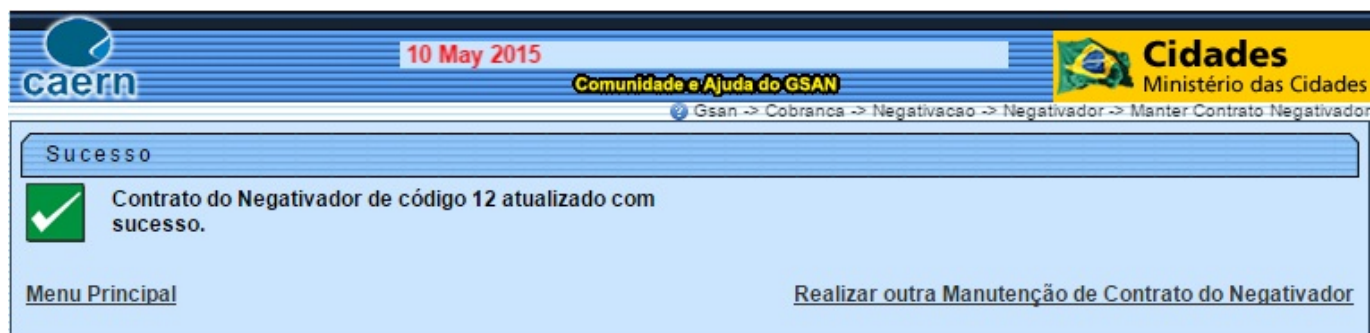 caern
10 May 2015
Comunidade e Ajuda do GSAN
Cidades
Ministério das Cidades
Gsan -> Cobranca -> Negativacao -> Negativador -> Manter Contrato Negativador
Sucesso
Contrato do Negativador de código 12 atualizado com
sucesso.
Menu Principal
Realizar outra Manutenção de Contrato do Negativador